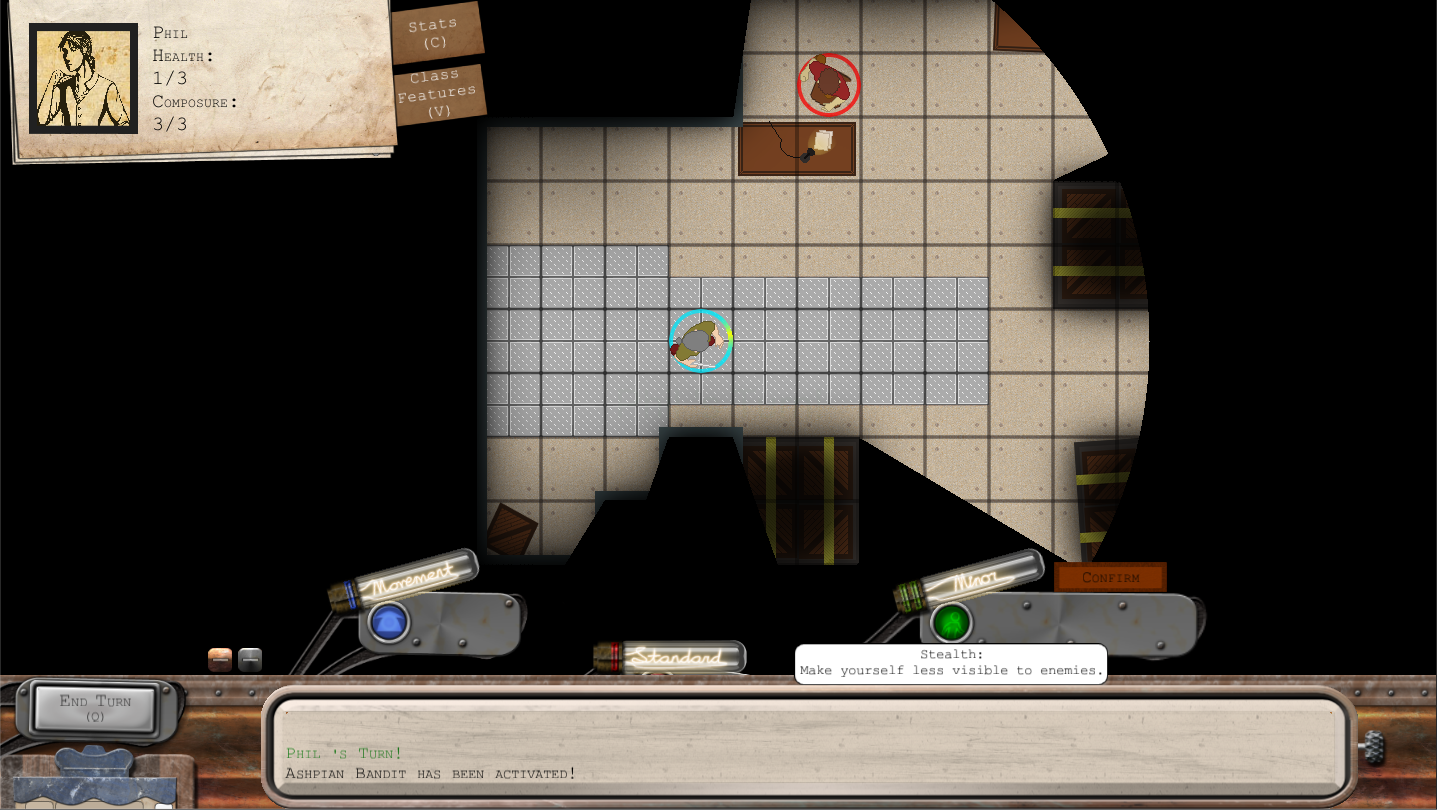 Phil
Health:
1/3
Composure:
3/3
Stats
(C)
Class
Features
(V)
Movement
Minor
Confirm
Standard
Stealth:
Make yourself less visible to enemies.
End Turn
(Q)
Phil 's Turn!
Ashpian Bandit has been activated!